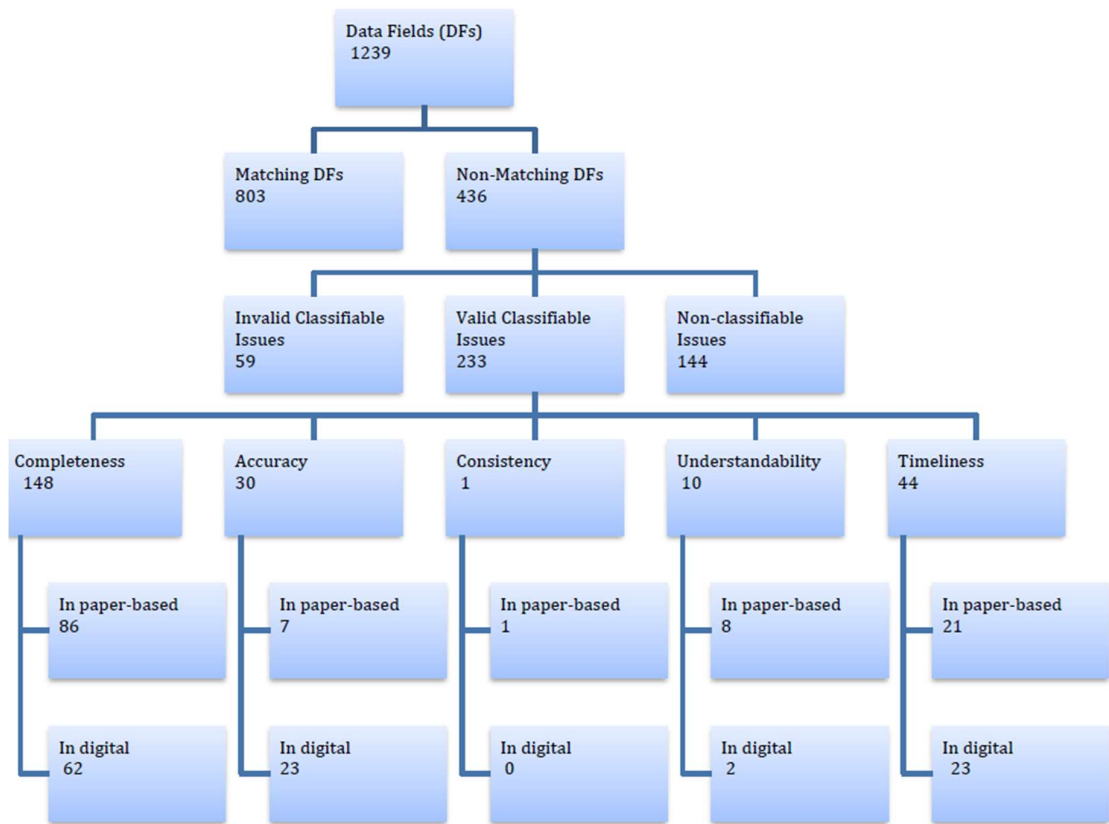 Data Fields (DFs)
1239
Matching DFs
803
Non-Matching DFs
436
Invalid Classifiable
Issues
59
Valid Classifiable
Issues
233
Non-classifiable
Issues
144
Completeness
148
Accuracy
30
Consistency
1
Understandability
10
Timeliness
44
In paper-based
86
In paper-based
7
In paper-based
1
In paper-based
8
In paper-based
21
In digital
62
In digital
23
In digital
0
In digital
2
In digital
23